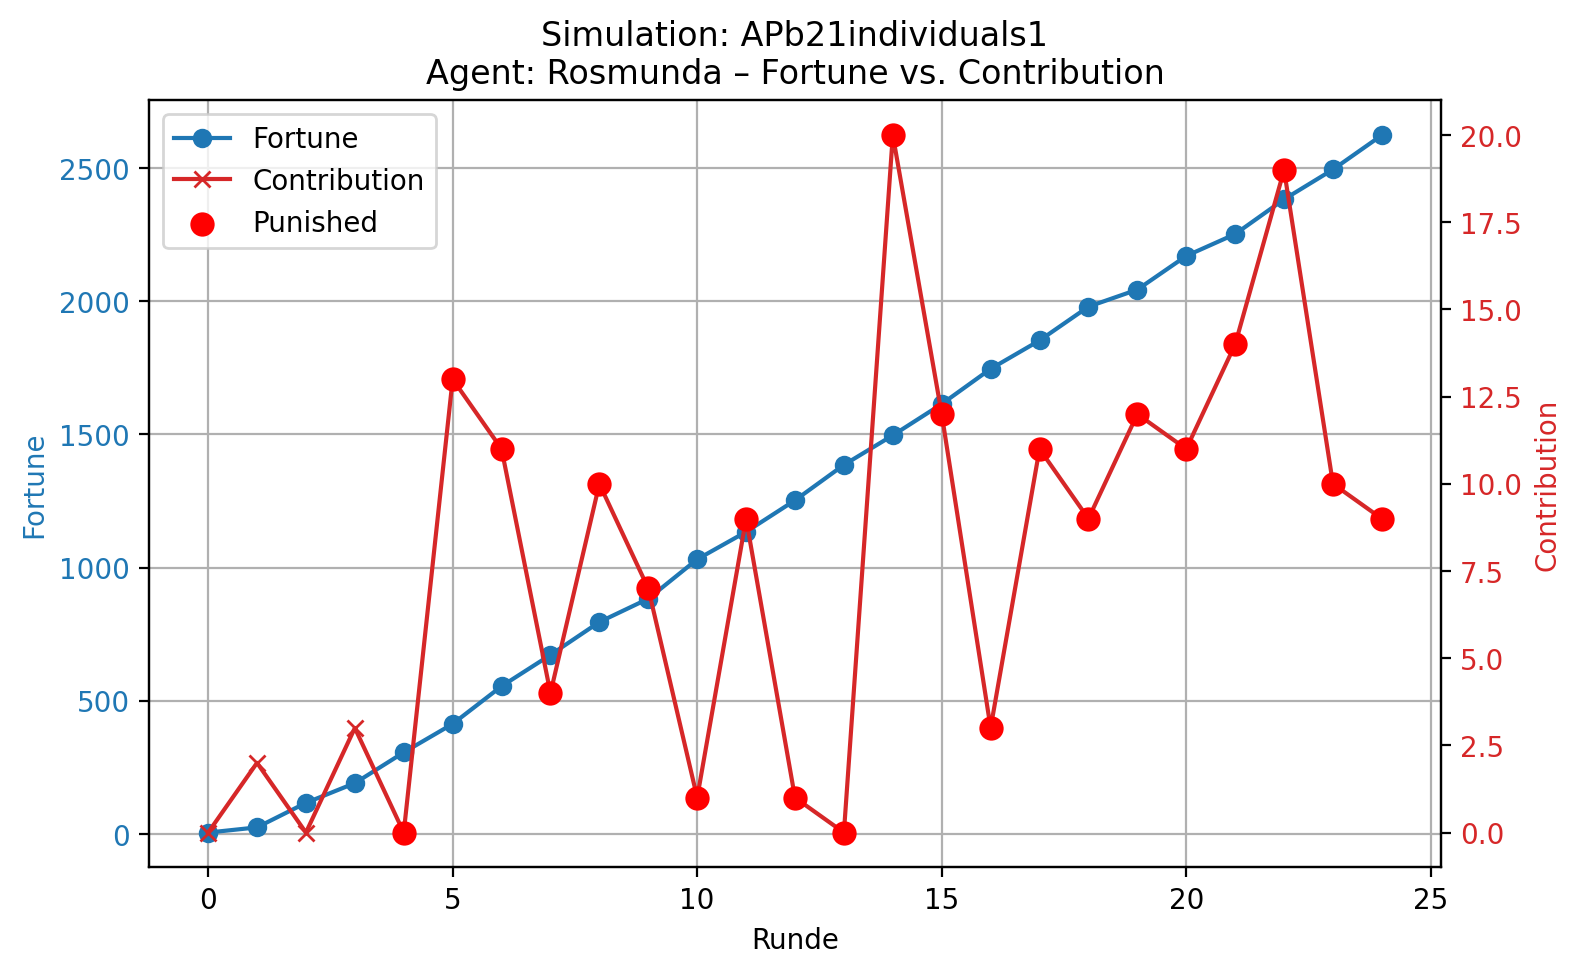 Simulation: APb21individuals1
Agent: Rosmunda – Fortune vs. Contribution
Fortune
Contribution
Punished
2500
2000
1500
1000
500
0
Fortune
20.0
17.5
15.0
12.5
10.0
7.5
5.0
2.5
0.0
Contribution
0 5 10 15 20 25
Runde